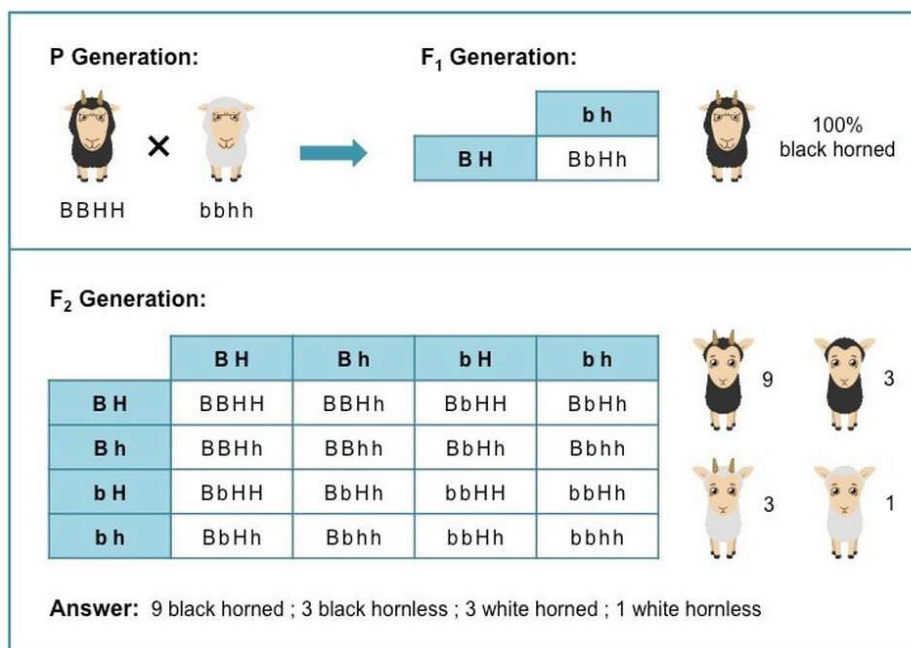 P Generation:
F₁ Generation:
b h
B H BbHh
100%
black horned
BBHH bbhh
F₂ Generation:
B H B h b H b h
B H BBHH BBHh BbHH BbHh
B h BBHh BBhh BbHh Bbhh
b H BbHH BbHh bbHH bbHh
b h BbHh Bbhh bbHh bbhh
9 3
3 1
Answer: 9 black horned ; 3 black hornless ; 3 white horned ; 1 white hornless